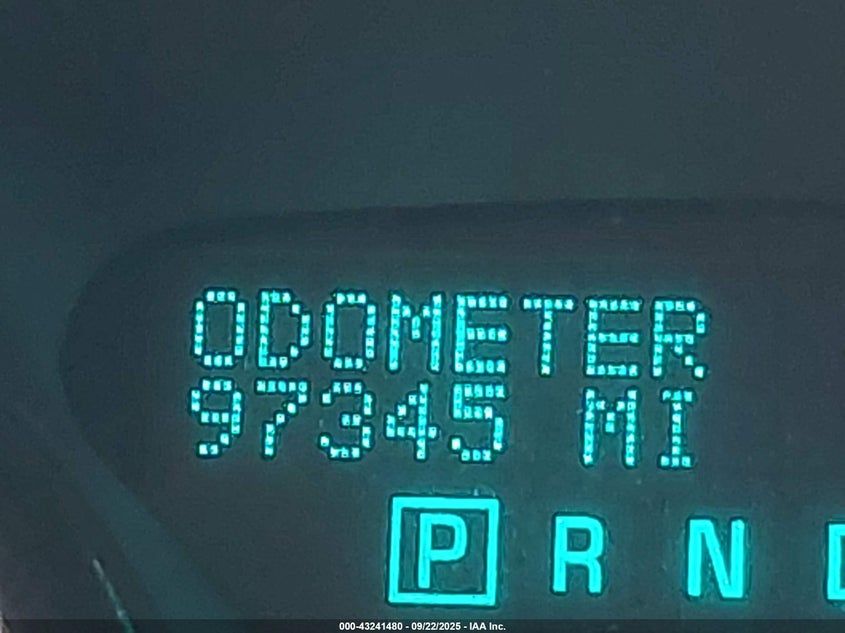 ODOMETER
97345 MI
P R N
000-43241480 - 09/22/2025 - IAA Inc.